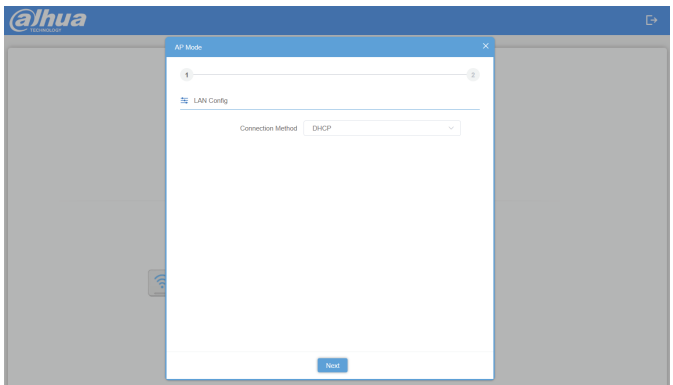 alhua
TECHNOLOGY
AP Mode
1
2
LAN Config
Connection Method
DHCP
Next